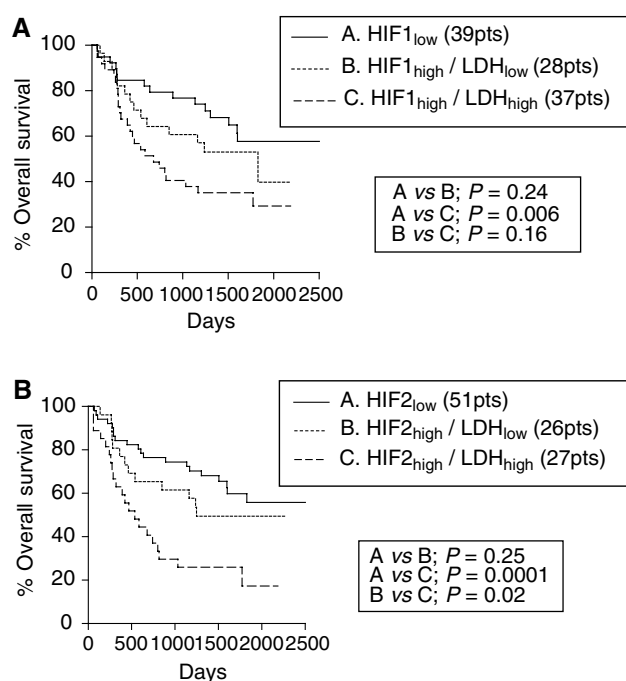 A
% Overall survival
100
80
60
40
20
0
0 500 1000 1500 2000 2500
Days
A. HIF1low (39pts)
B. HIF1high / LDHlow (28pts)
C. HIF1high / LDHhigh (37pts)
A vs B; P = 0.24
A vs C; P = 0.006
B vs C; P = 0.16
B
% Overall survival
100
80
60
40
20
0
0 500 1000 1500 2000 2500
Days
A. HIF2low (51pts)
B. HIF2high / LDHlow (26pts)
C. HIF2high / LDHhigh (27pts)
A vs B; P = 0.25
A vs C; P = 0.0001
B vs C; P = 0.02